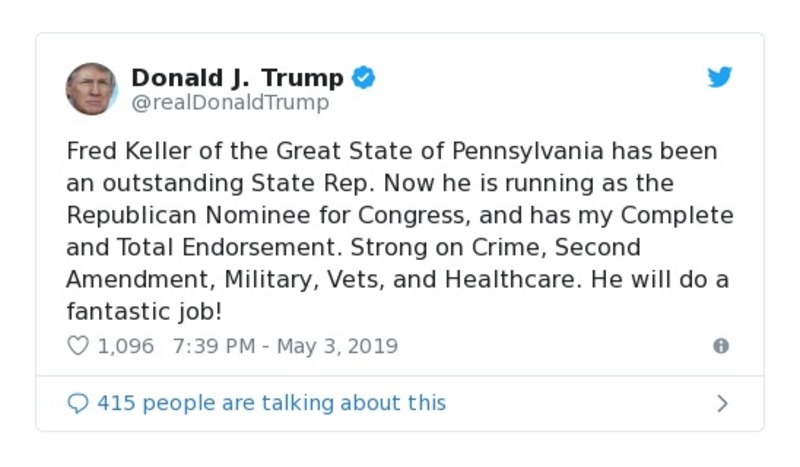 Donald J. Trump
@realDonaldTrump
Fred Keller of the Great State of Pennsylvania has been
an outstanding State Rep. Now he is running as the
Republican Nominee for Congress, and has my Complete
and Total Endorsement. Strong on Crime, Second
Amendment, Military, Vets, and Healthcare. He will do a
fantastic job!
1,096 7:39 PM - May 3, 2019
415 people are talking about this